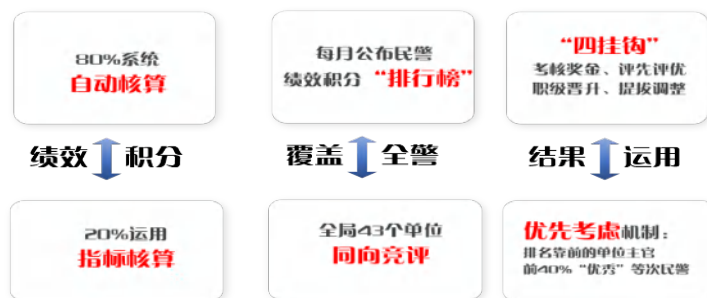 80%系统
自动核算
每月公布民警
绩效积分“排行榜”
“四挂钩”
考核奖金、评先评优
职级晋升、提拔调整
绩效 积分
覆盖 全警
结果 运用
20%运用
指标核算
全局43个单位
同向竞评
优先考虑机制：
排名靠前的单位主官
前40%“优秀”等次民警